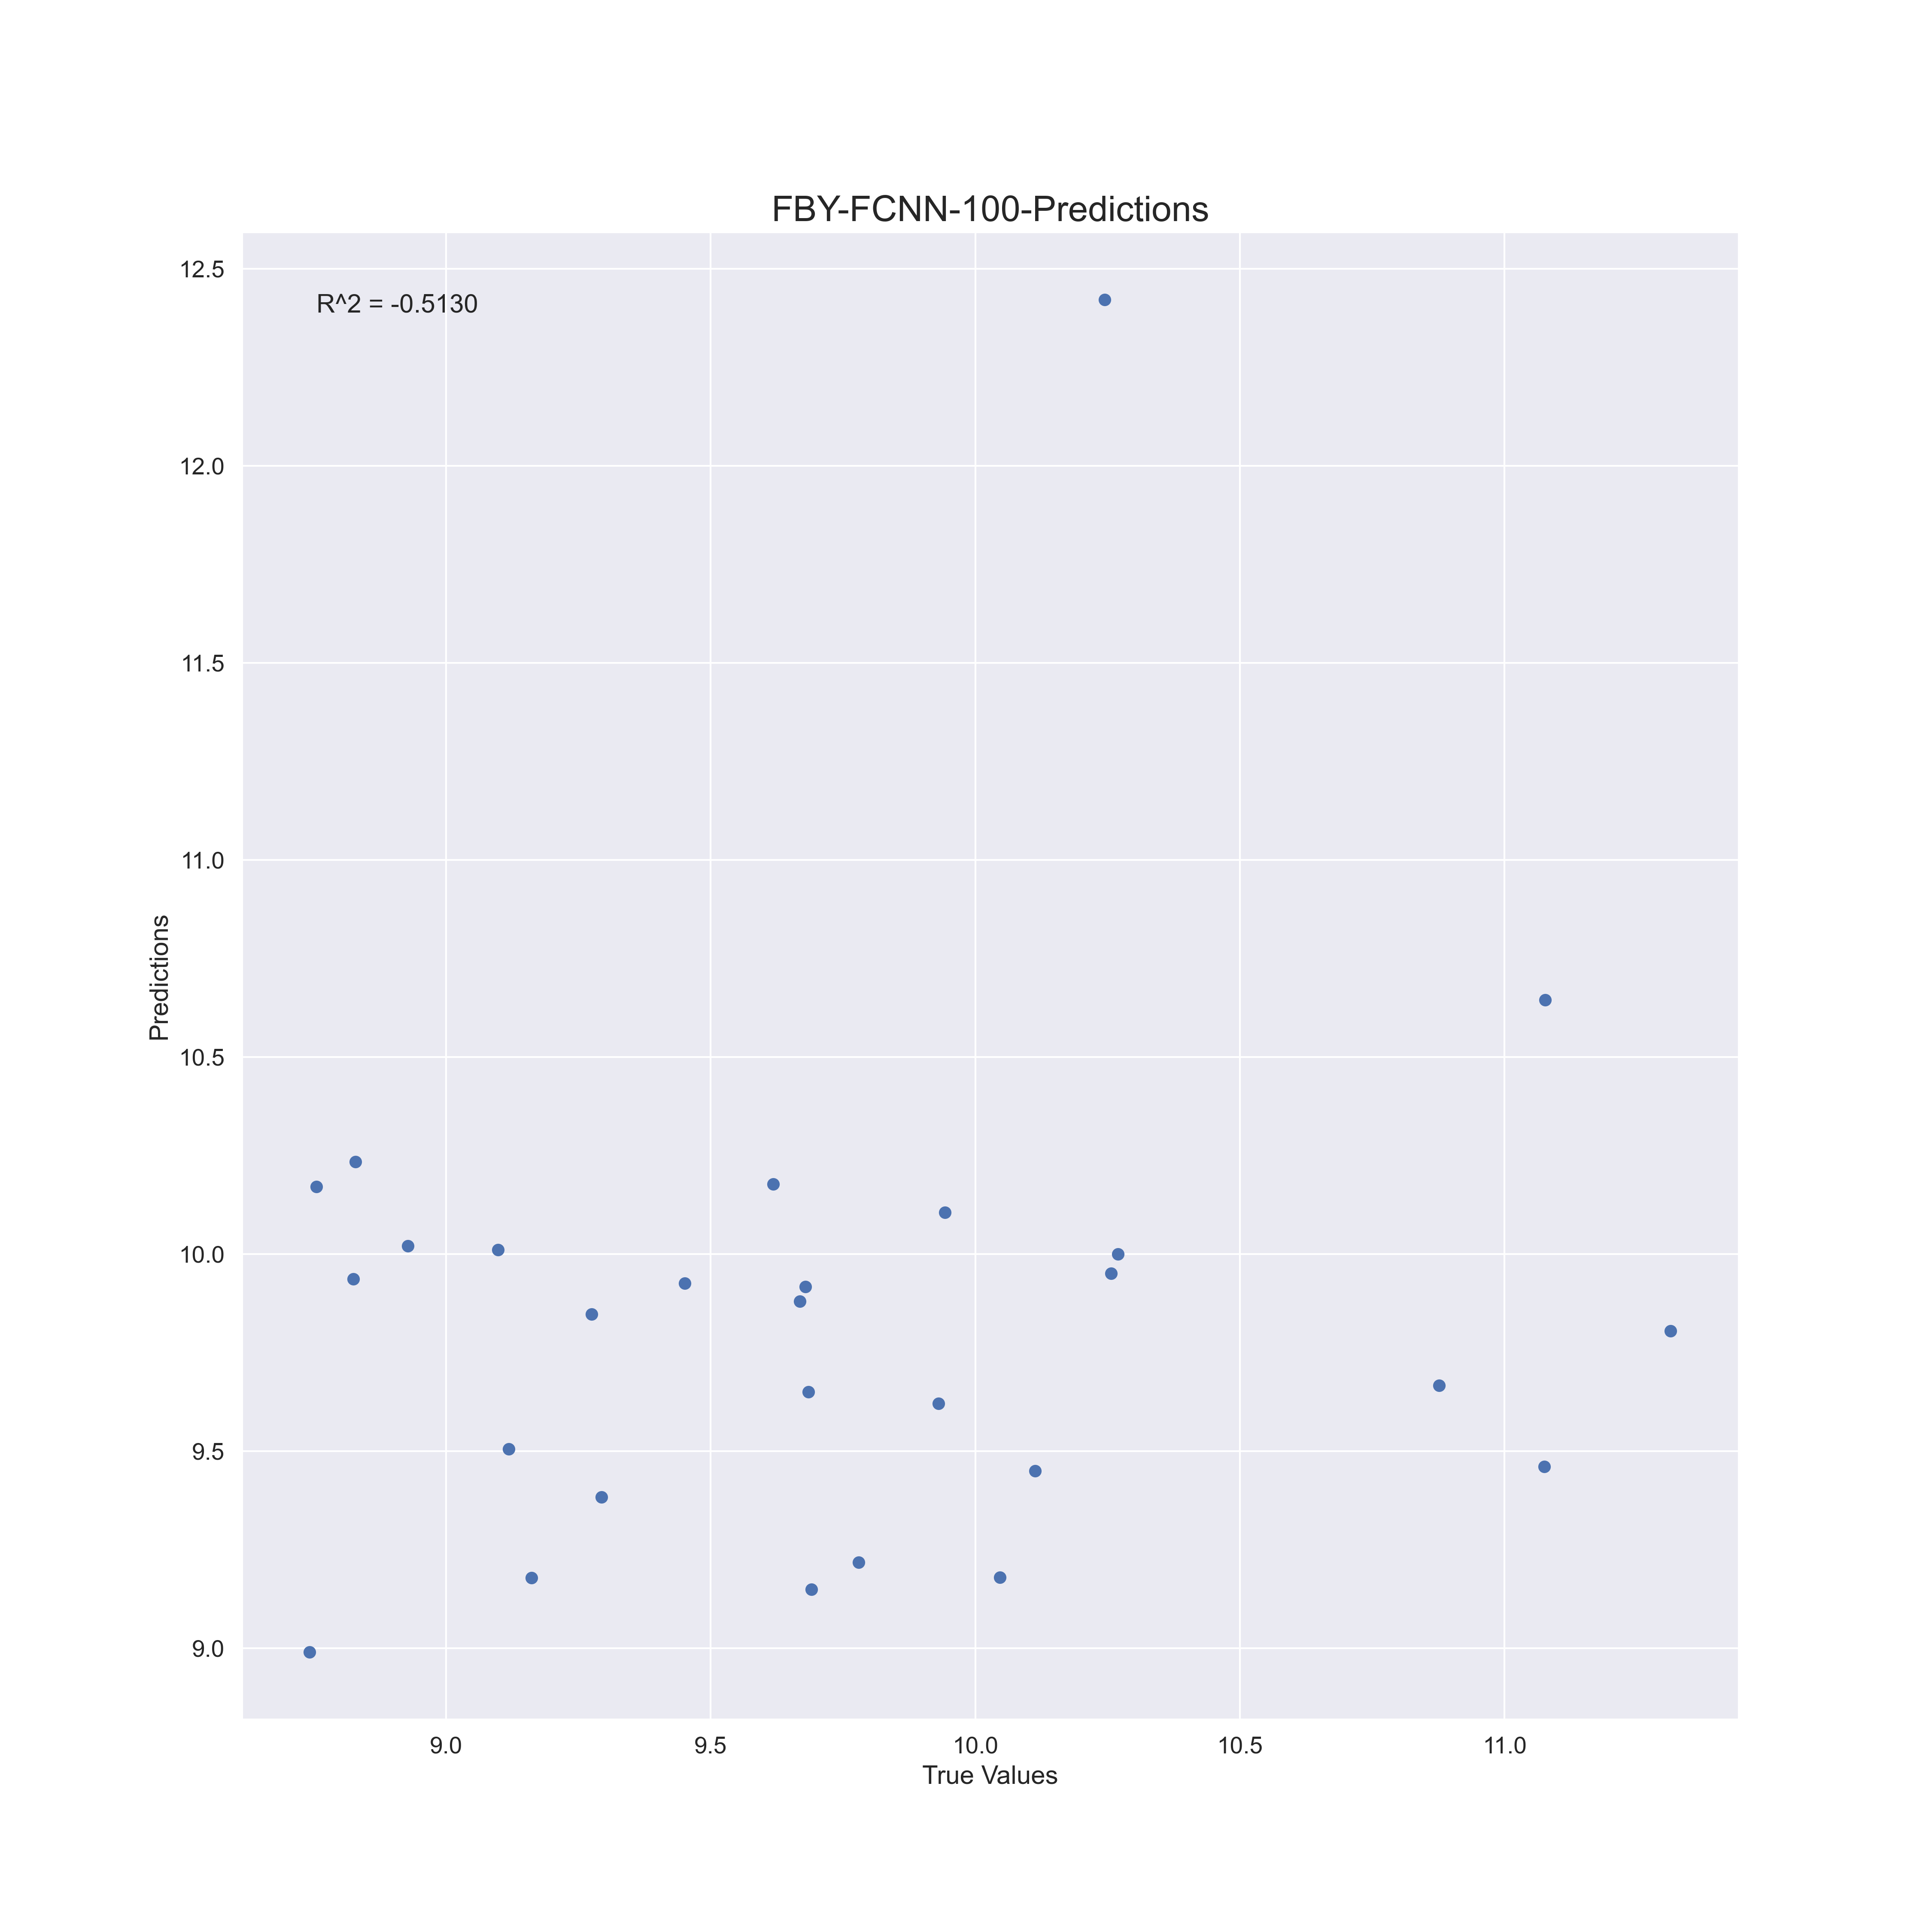 FBY-FCNN-100-Predictions
R^2 = -0.5130
12.5
12.0
11.5
11.0
10.5
10.0
9.5
9.0
Predictions
9.0 9.5 10.0 10.5 11.0
True Values